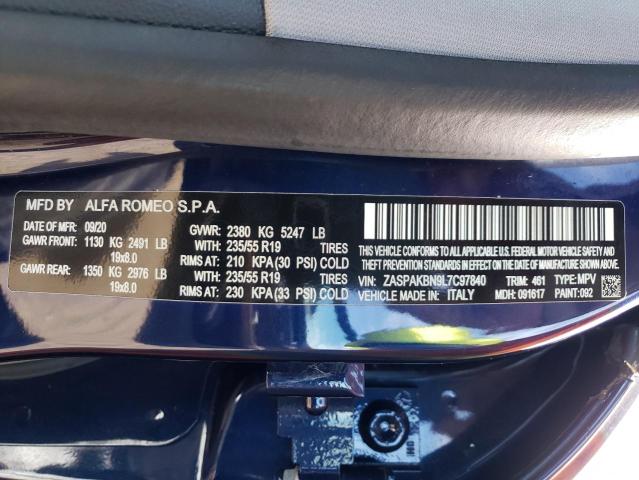 MFD BY ALFA ROMEO S.P.A.
DATE OF MFG: 09/20 GVWR: 2380 KG 5247 LB
GAWR FRONT: 1130 KG 2491 LB WITH: 235/55 R19 TIRES
19x8.0 RIMS AT: 210 KPA (30 PSI) COLD
GAWR REAR: 1350 KG 2976 LB WITH: 235/55 R19 TIRES
19x8.0 RIMS AT: 230 KPA (33 PSI) COLD
THIS VEHICLE CONFORMS TO ALL APPLICABLE U.S. FEDERAL MOTOR VEHICLE SAFETY
AND THEFT PREVENTION STANDARDS IN EFFECT ON THE DATE OF MANUFACTURE SHOWN ABOVE.
VIN: ZASPAKBN9L7C97840 TRIM: 461 TYPE: MPV
VEHICLE MADE IN ITALY MDH: 091617 PAINT: 092